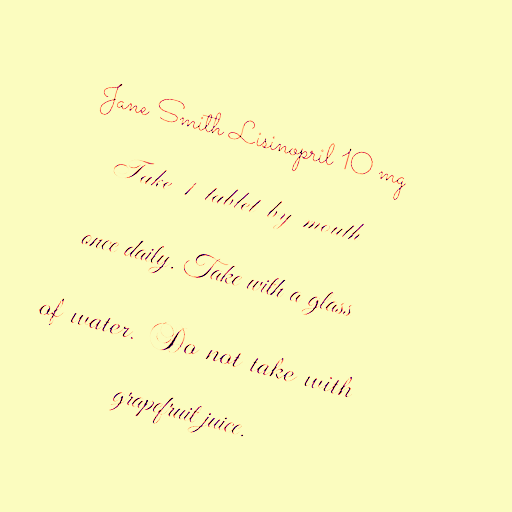 Jane Smith Lisinopril 10 mg
Take 1 tablet by mouth
once daily. Take with a glass
of water. Do not take with
grapefruit juice.